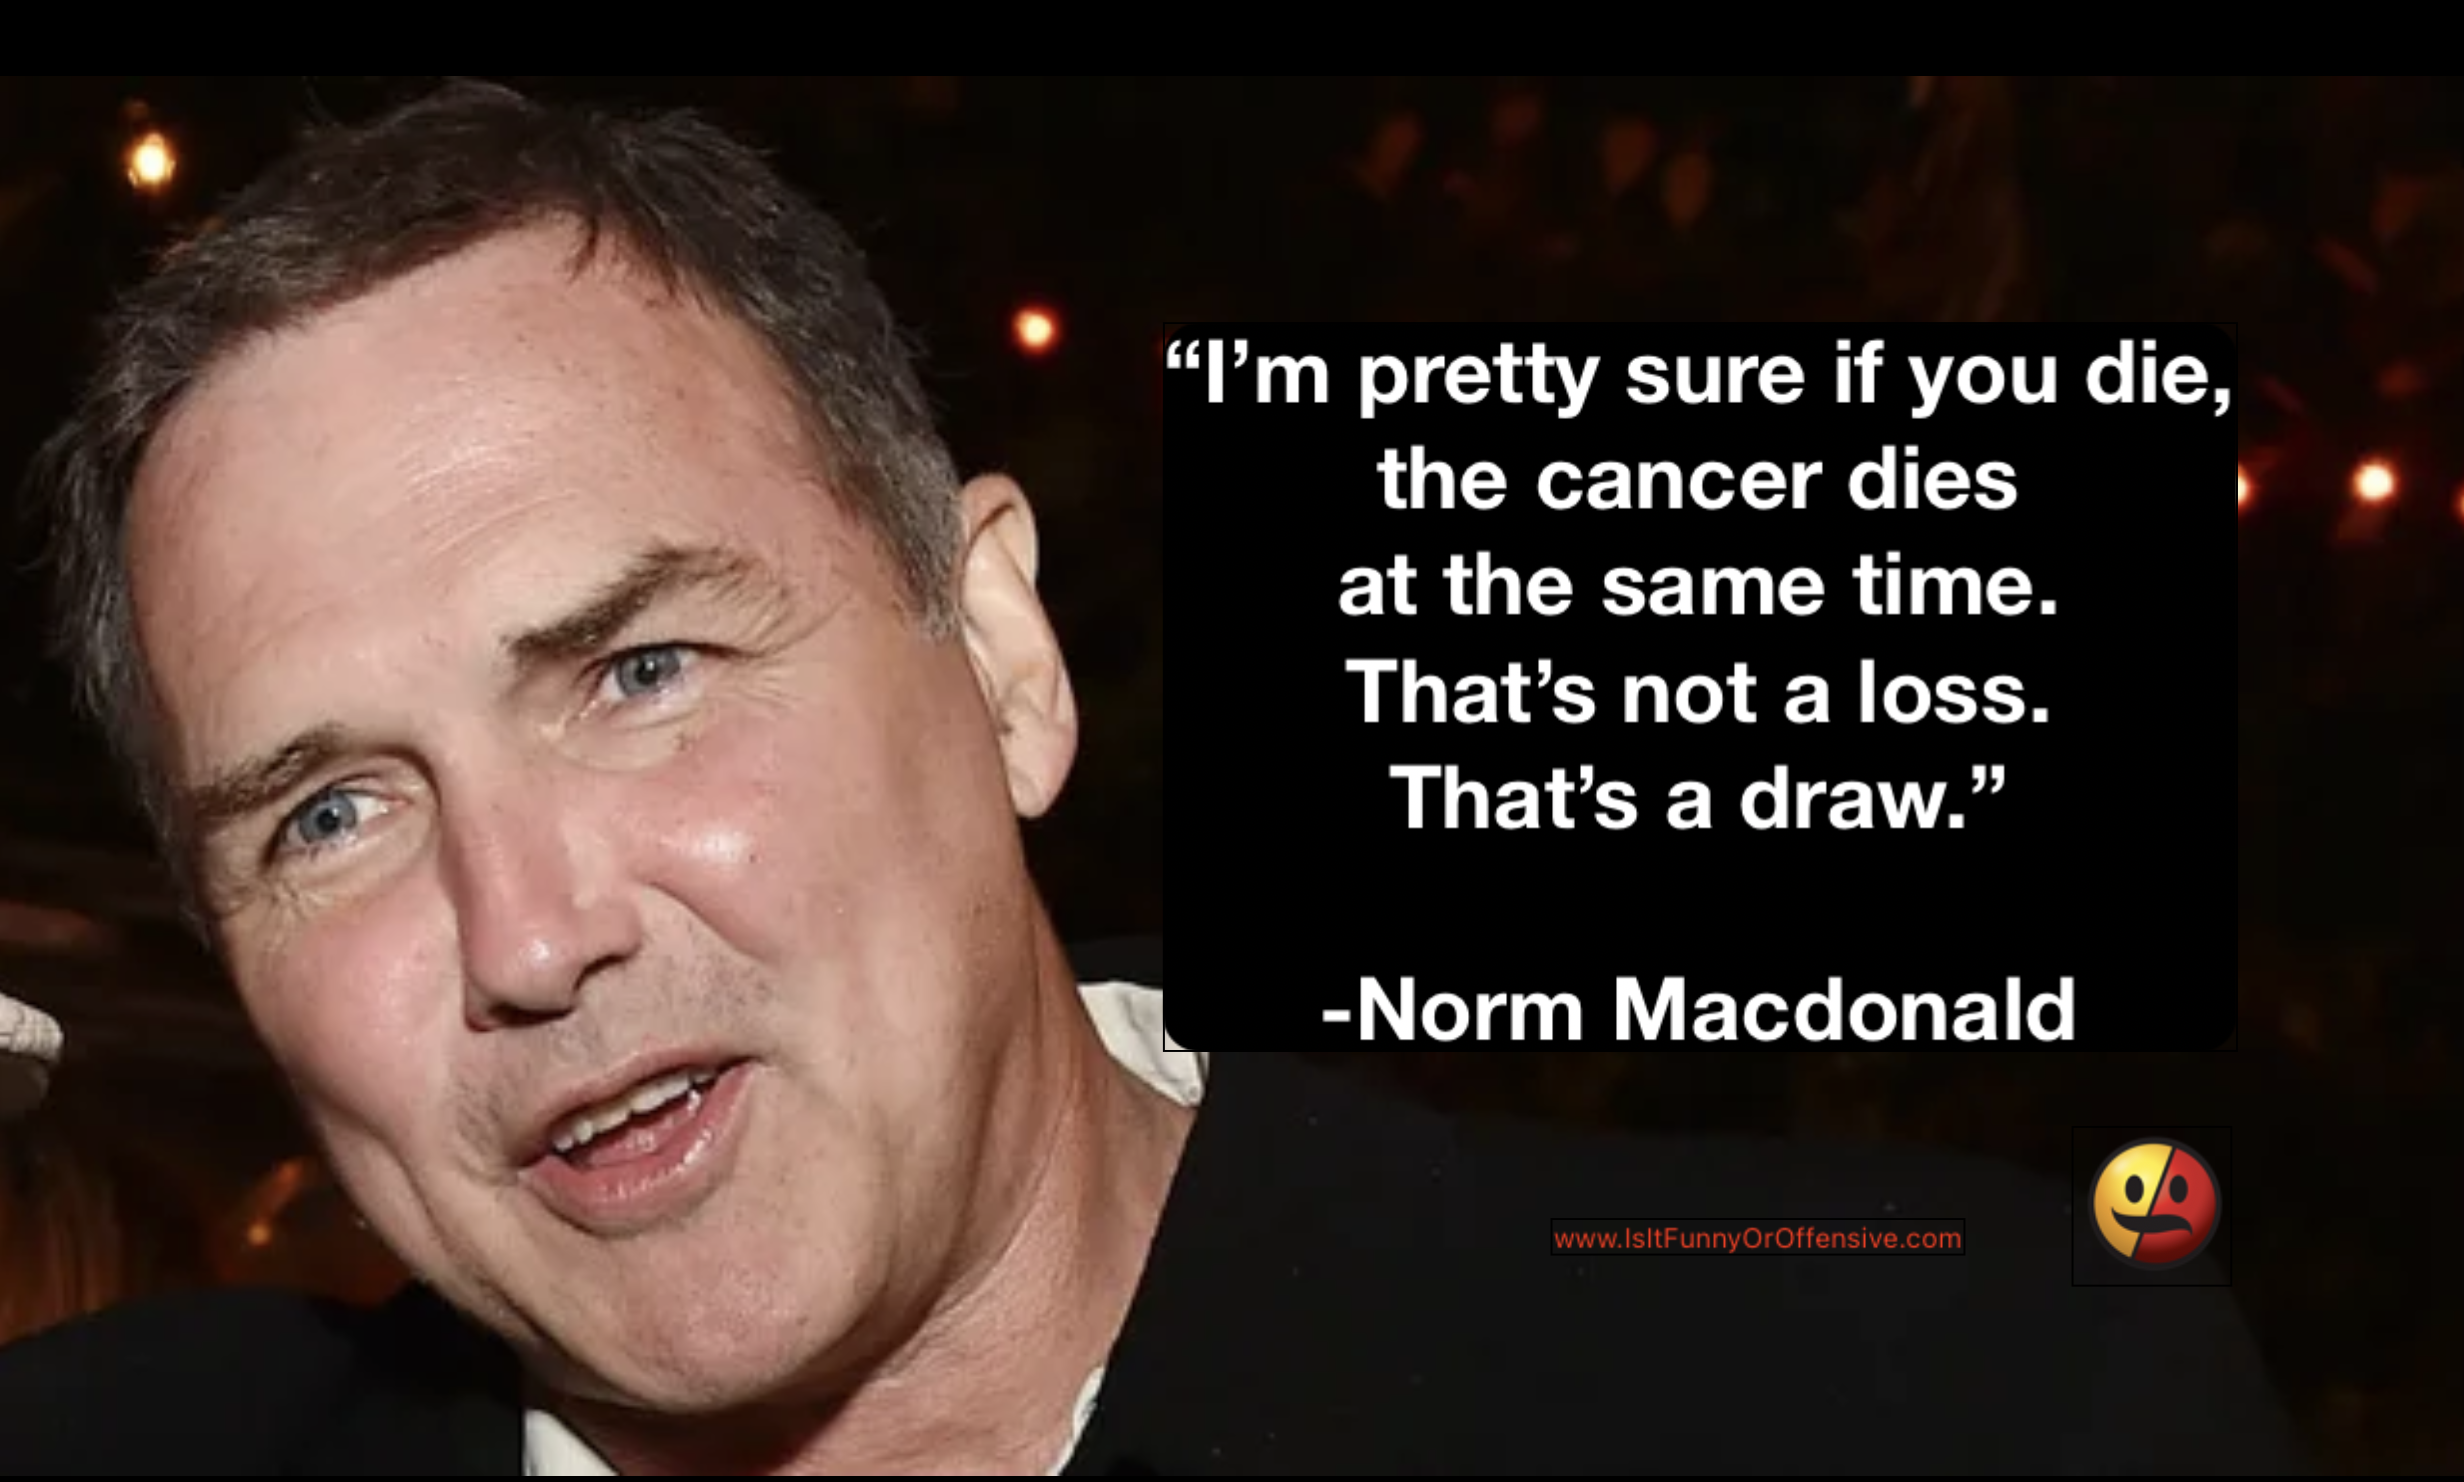 “I’m pretty sure if you die,
the cancer dies
at the same time.
That’s not a loss.
That’s a draw.”
-Norm Macdonald
www.IsItFunnyOrOffensive.com